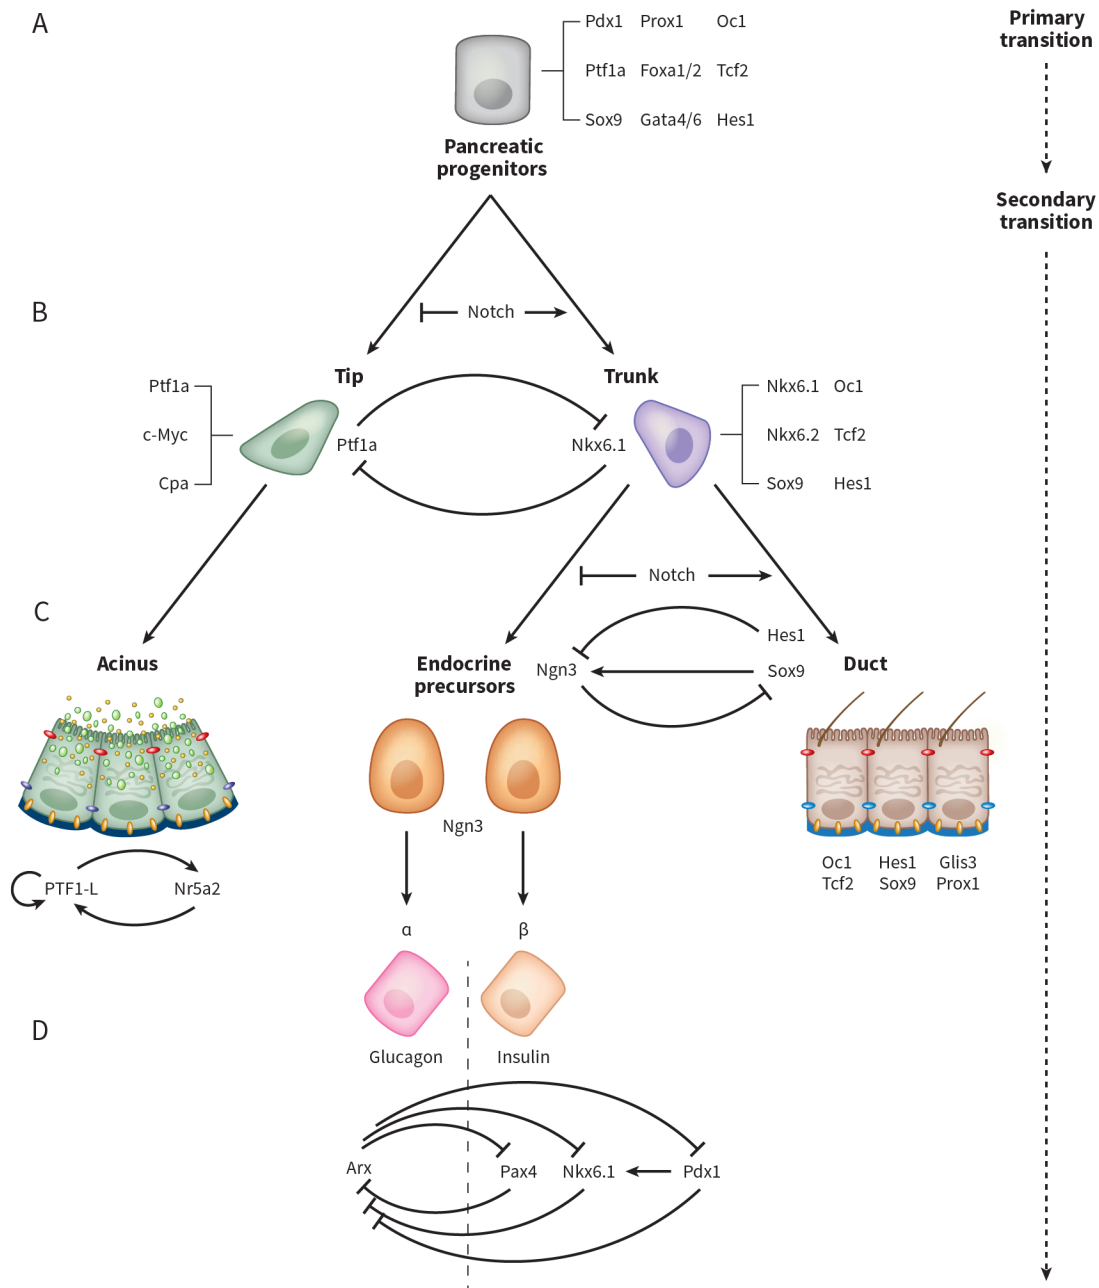 A
Pdx1 Prox1 Oc1
Ptf1a Foxa1/2 Tcf2
Sox9 Gata4/6 Hes1
Pancreatic
progenitors
Primary
transition
Secondary
transition
B
Notch
Tip
Trunk
Ptf1a
c-Myc
Cpa
Ptf1a
Nkx6.1
Nkx6.1 Oc1
Nkx6.2 Tcf2
Sox9 Hes1
Notch
C
Acinus
Endocrine
precursors
Ngn3
Hes1
Sox9
Duct
Ngn3
PTF1-L
Nr5a2
Oc1 Hes1 Glis3
Tcf2 Sox9 Prox1
α
β
D
Glucagon
Insulin
Arx
Pax4
Nkx6.1
Pdx1